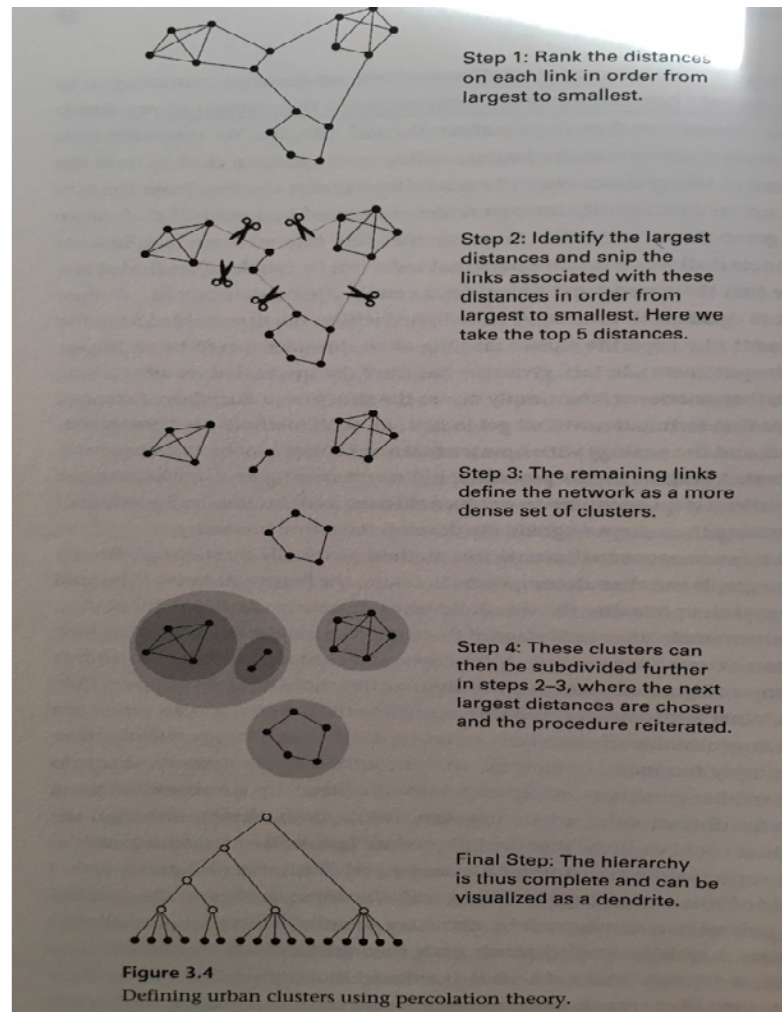 Step 1: Rank the distances
on each link in order from
largest to smallest.
Step 2: Identify the largest
distances and snip the
links associated with these
distances in order from
largest to smallest. Here we
take the top 5 distances.
Step 3: The remaining links
define the network as a more
dense set of clusters.
Step 4: These clusters can
then be subdivided further
in steps 2–3, where the next
largest distances are chosen
and the procedure reiterated.
Final Step: The hierarchy
is thus complete and can be
visualized as a dendrite.
Figure 3.4
Defining urban clusters using percolation theory.